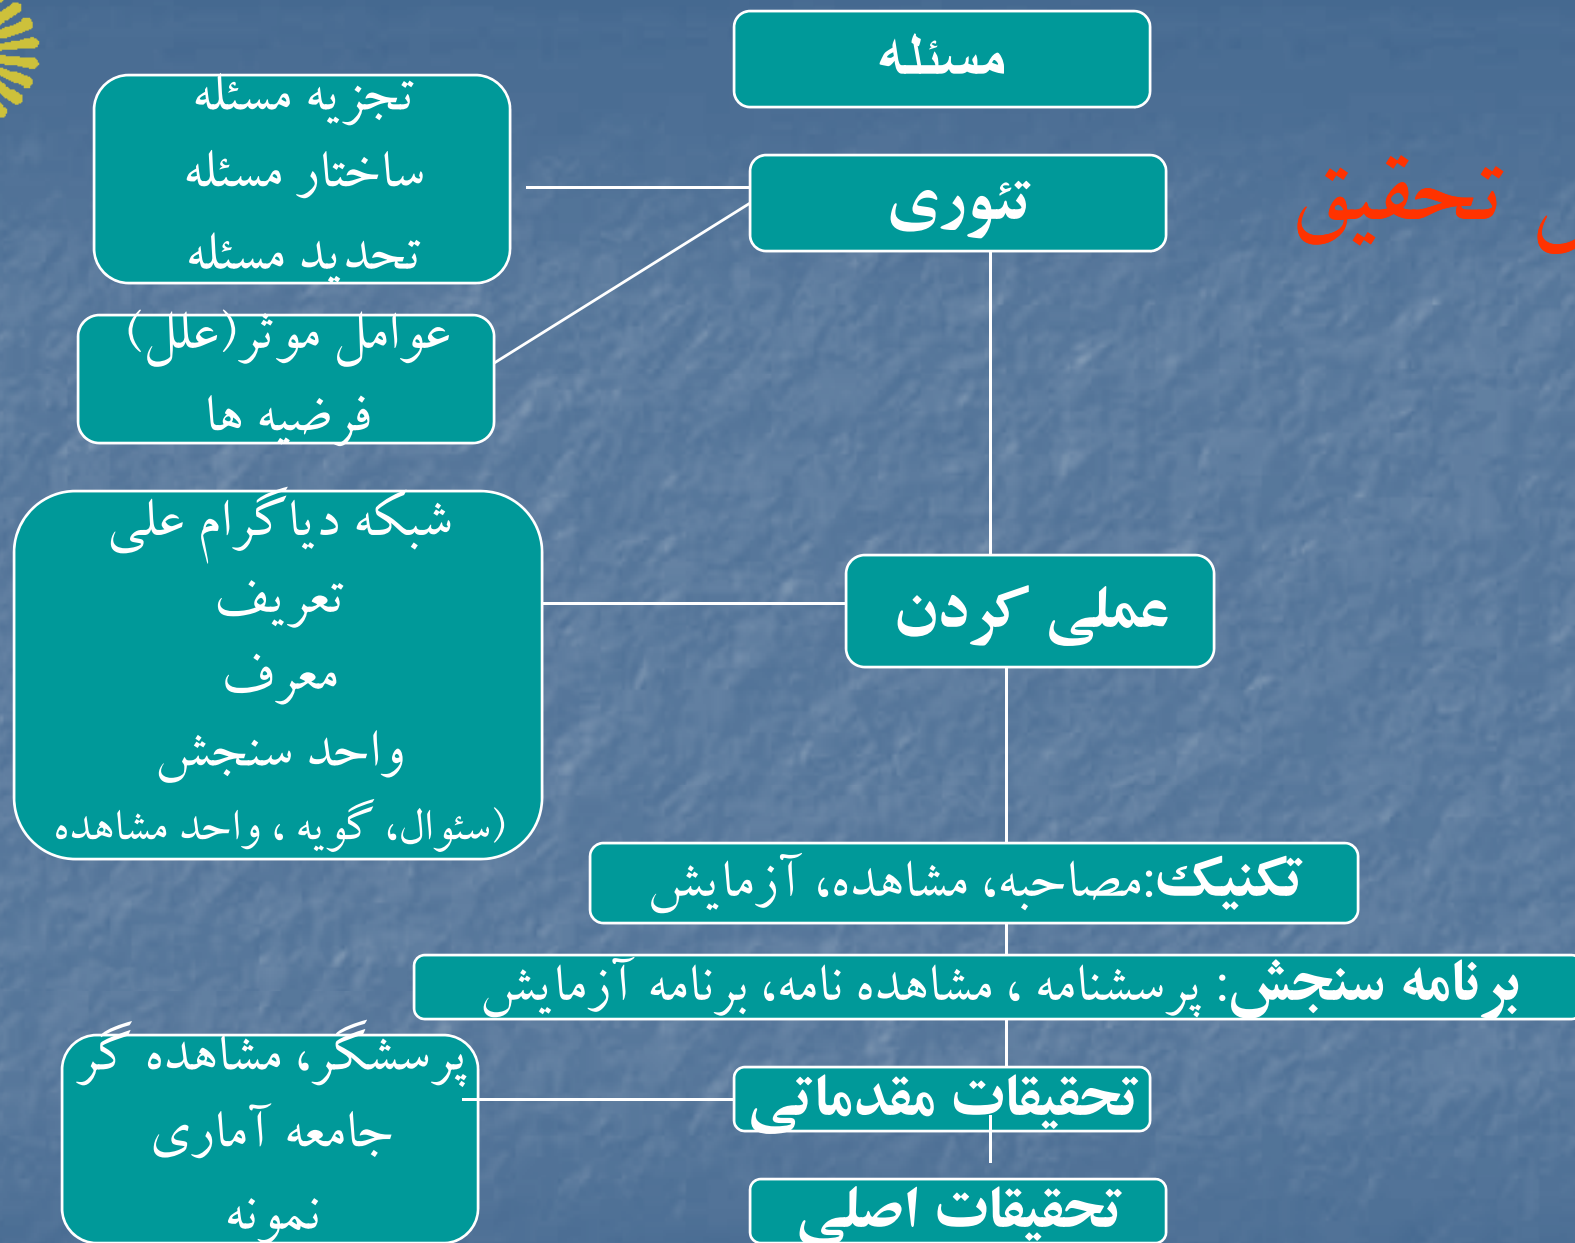 مسئله
تحقیق
تئوری
تجزیه مسئله
ساختار مسئله
تحدید مسئله
عوامل موثر(علل)
فرضیه ها
عملی کردن
شبکه دیاگرام علی
تعریف
معرف
واحد سنجش
(سئوال، گویه ، واحد مشاهده
تکنیک:مصاحبه، مشاهده، آزمایش
برنامه سنجش: پرسشنامه ، مشاهده نامه، برنامه آزمایش
تحقیقات مقدماتی
پرسشگر، مشاهده گر
جامعه آماری
نمونه
تحقیقات اصلی